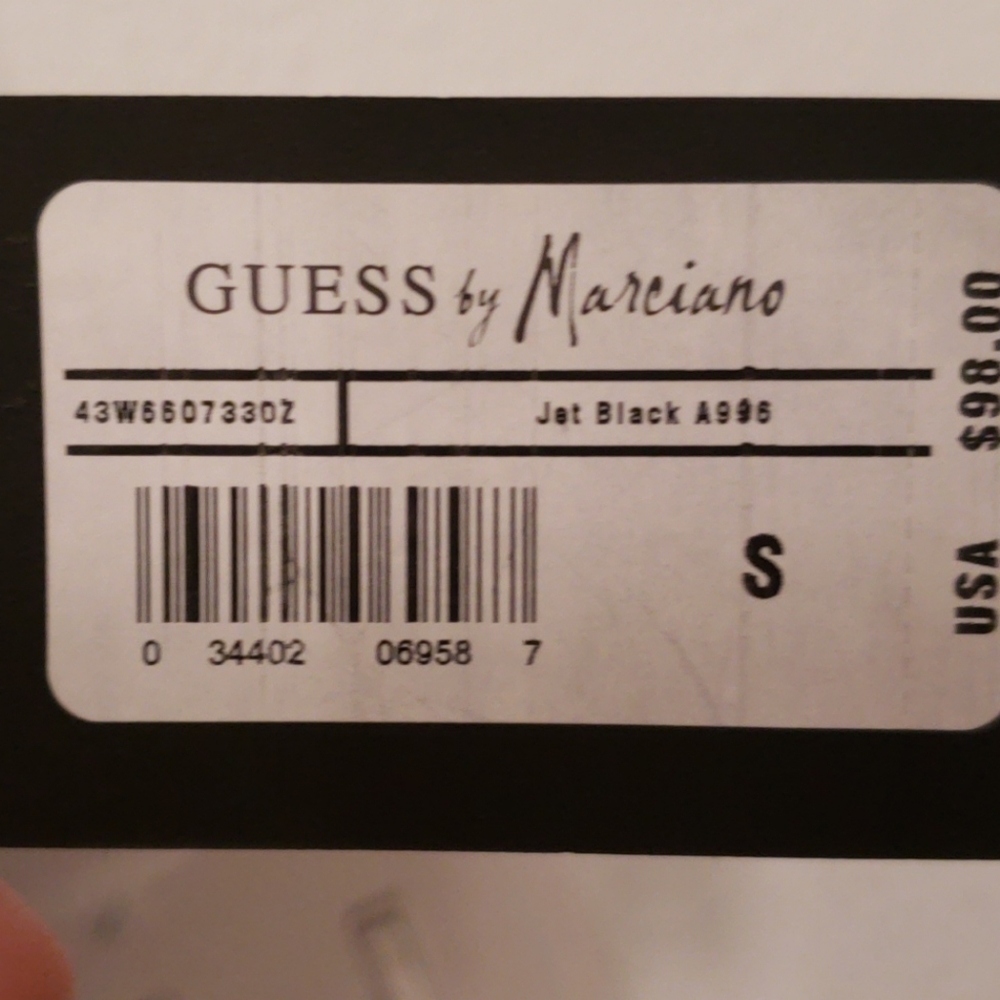 GUESS by Marciano
43W6607330Z Jet Black A996
S
0 34402 06958 7
$98.00
USA